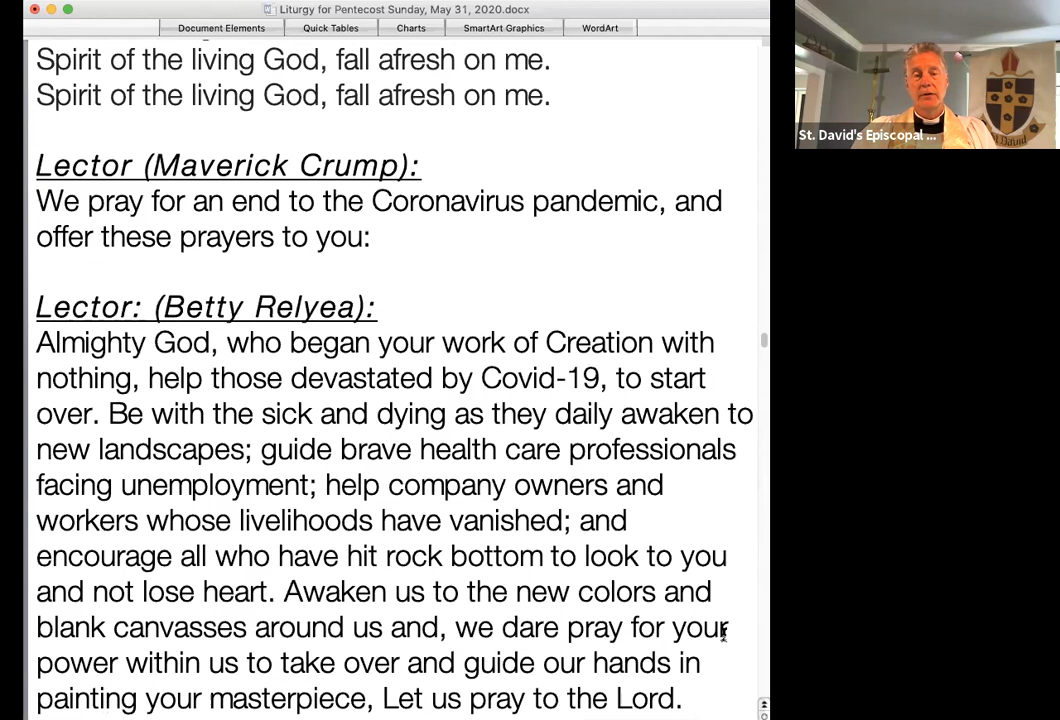 Liturgy for Pentecost Sunday, May 31, 2020.docx
Document Elements
Quick Tables
Charts
SmartArt Graphics
WordArt
Spirit of the living God, fall afresh on me.
Spirit of the living God, fall afresh on me.
Lector (Maverick Crump):
We pray for an end to the Coronavirus pandemic, and
offer these prayers to you:
Lector: (Betty Relyea):
Almighty God, who began your work of Creation with
nothing, help those devastated by Covid-19, to start
over. Be with the sick and dying as they daily awaken to
new landscapes; guide brave health care professionals
facing unemployment; help company owners and
workers whose livelihoods have vanished; and
encourage all who have hit rock bottom to look to you
and not lose heart. Awaken us to the new colors and
blank canvasses around us and, we dare pray for your
power within us to take over and guide our hands in
painting your masterpiece, Let us pray to the Lord.
St. David's Episcopal ...
David